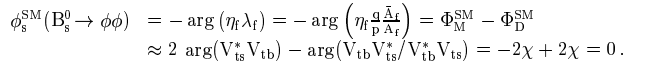 ϕ_s^SM(B_s^0 → ϕϕ) = − arg (η_f λ_f) = − arg (η_f q/p Ā_f/A_f) = Φ_M^SM − Φ_D^SM
≈ 2 arg(V_ts^* V_tb) − arg(V_tb V_ts^*/V_tb^* V_ts) = −2χ + 2χ = 0 .